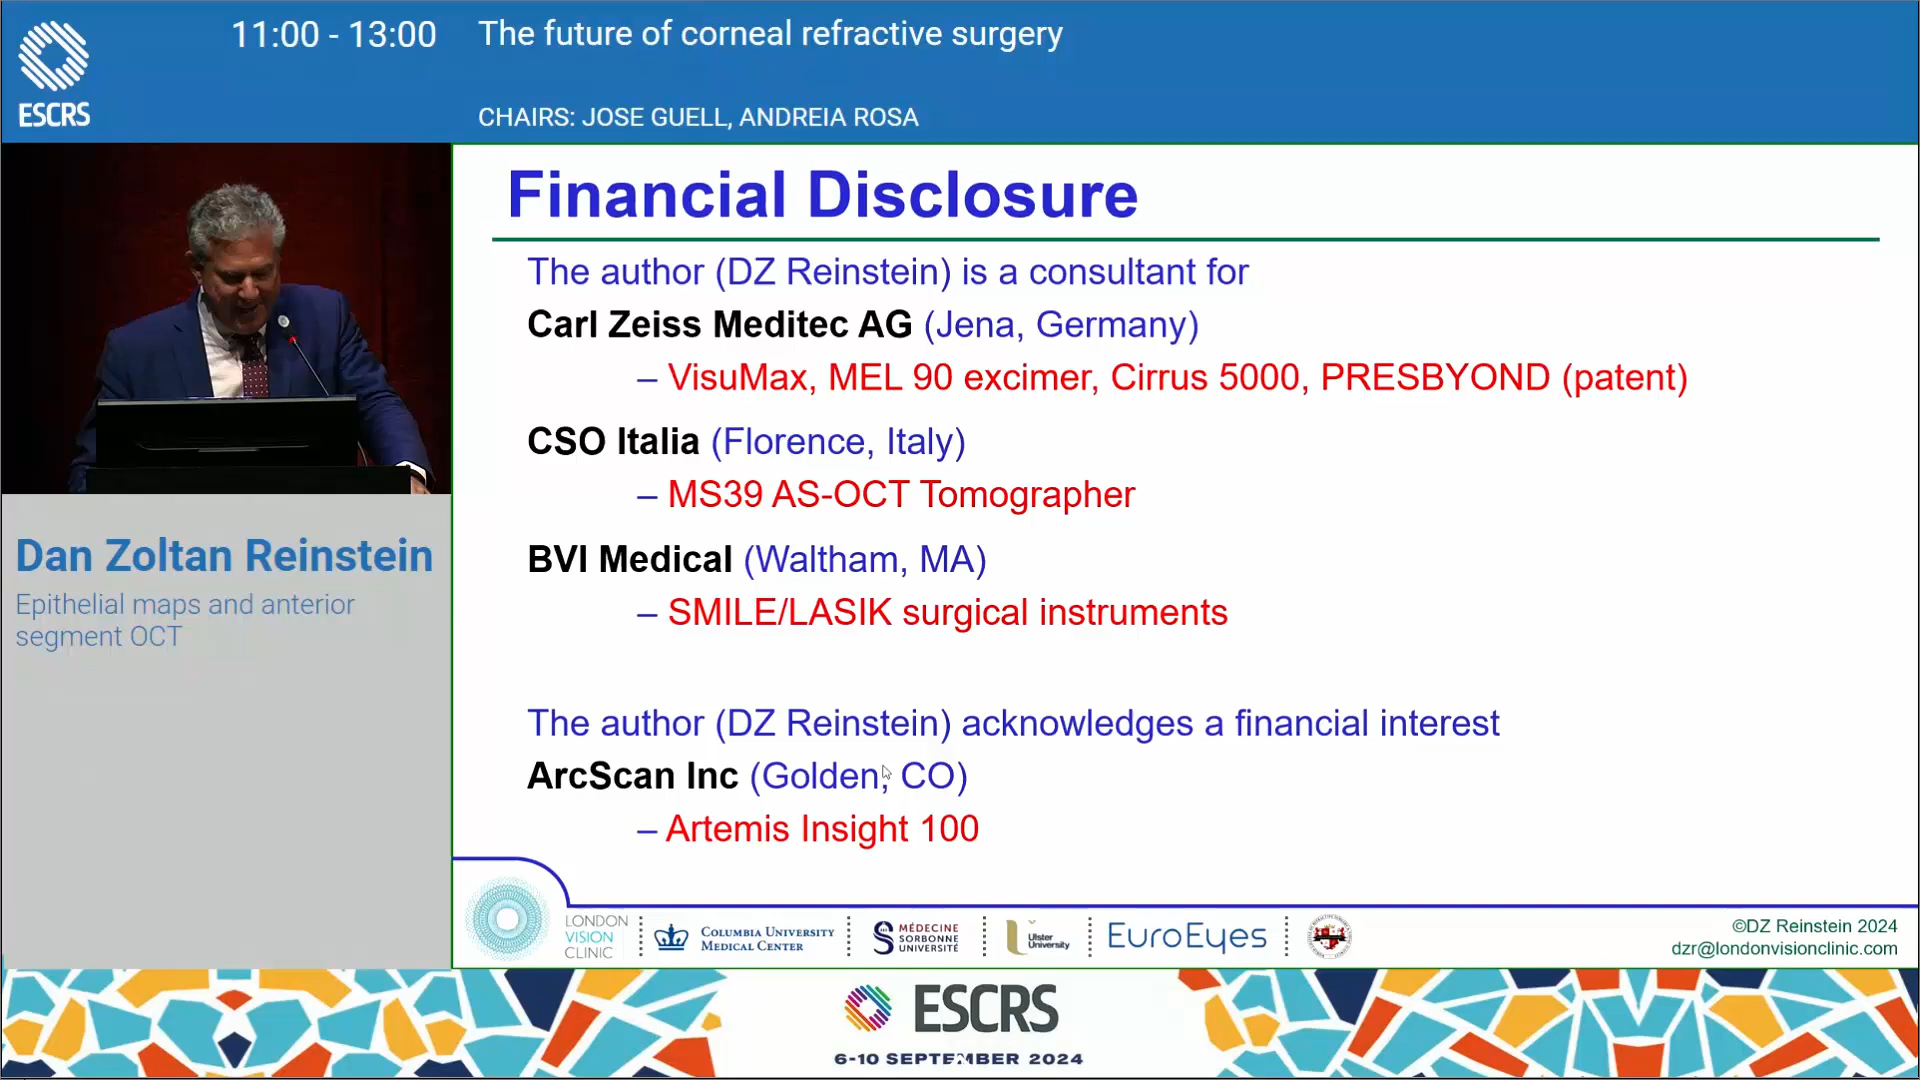 11:00 - 13:00
The future of corneal refractive surgery
ESCRS
CHAIRS: JOSE GUELL, ANDREIA ROSA
Financial Disclosure
The author (DZ Reinstein) is a consultant for
Carl Zeiss Meditec AG (Jena, Germany)
– VisuMax, MEL 90 excimer, Cirrus 5000, PRESBYOND (patent)
CSO Italia (Florence, Italy)
– MS39 AS-OCT Tomographer
BVI Medical (Waltham, MA)
– SMILE/LASIK surgical instruments
The author (DZ Reinstein) acknowledges a financial interest
ArcScan Inc (Golden, CO)
– Artemis Insight 100
Dan Zoltan Reinstein
Epithelial maps and anterior
segment OCT
LONDON
VISION
CLINIC
COLUMBIA UNIVERSITY
MEDICAL CENTER
MÉDECINE
SORBONNE
UNIVERSITÉ
Ulster
University
EuroEyes
©DZ Reinstein 2024
dzr@londonvisionclinic.com
ESCRS
6-10 SEPTEMBER 2024